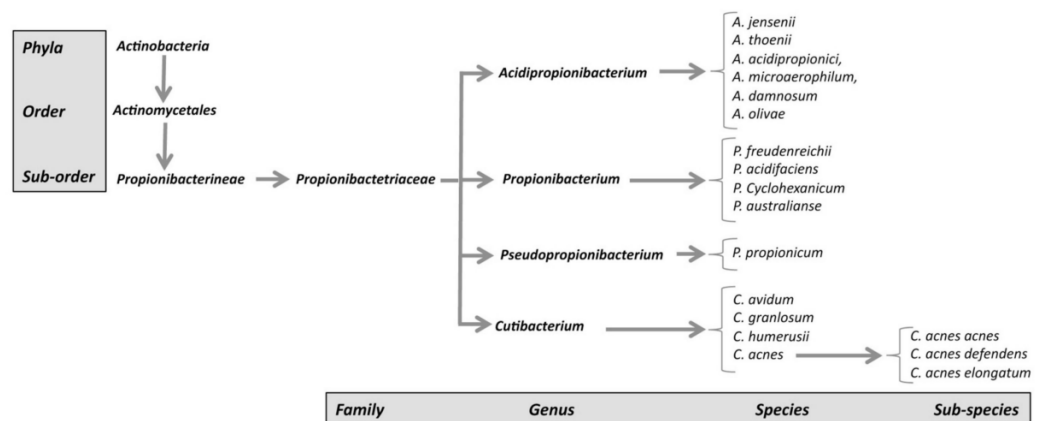 Phyla
Actinobacteria
Order
Actinomycetales
Sub-order
Propionibacterineae
Propionibactetriaceae
Acidipropionibacterium
A. jensenii
A. thoenii
A. acidipropionici,
A. microaerophilum,
A. damnosum
A. olivae
Propionibacterium
P. freudenreichii
P. acidifaciens
P. Cyclohexanicum
P. australianse
Pseudopropionibacterium
P. propionicum
Cutibacterium
C. avidum
C. granlosum
C. humerusii
C. acnes
C. acnes acnes
C. acnes defendens
C. acnes elongatum
Family Genus Species Sub-species